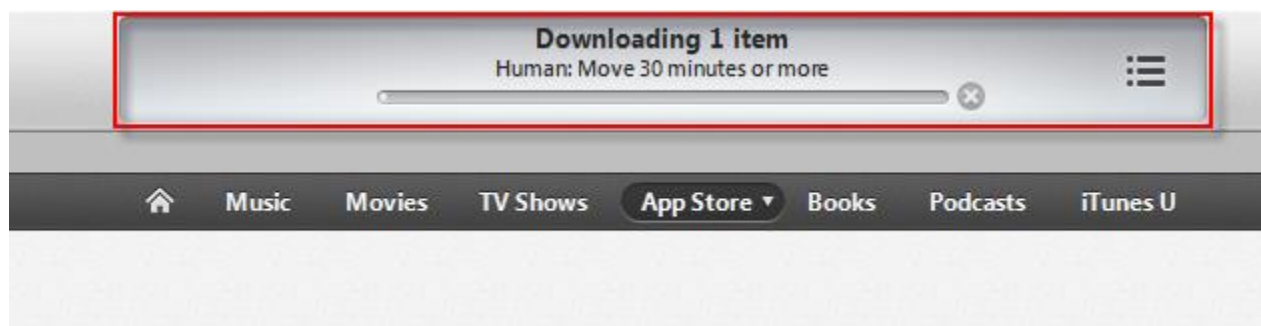 Downloading 1 item
Human: Move 30 minutes or more
Music Movies TV Shows App Store Books Podcasts iTunes U